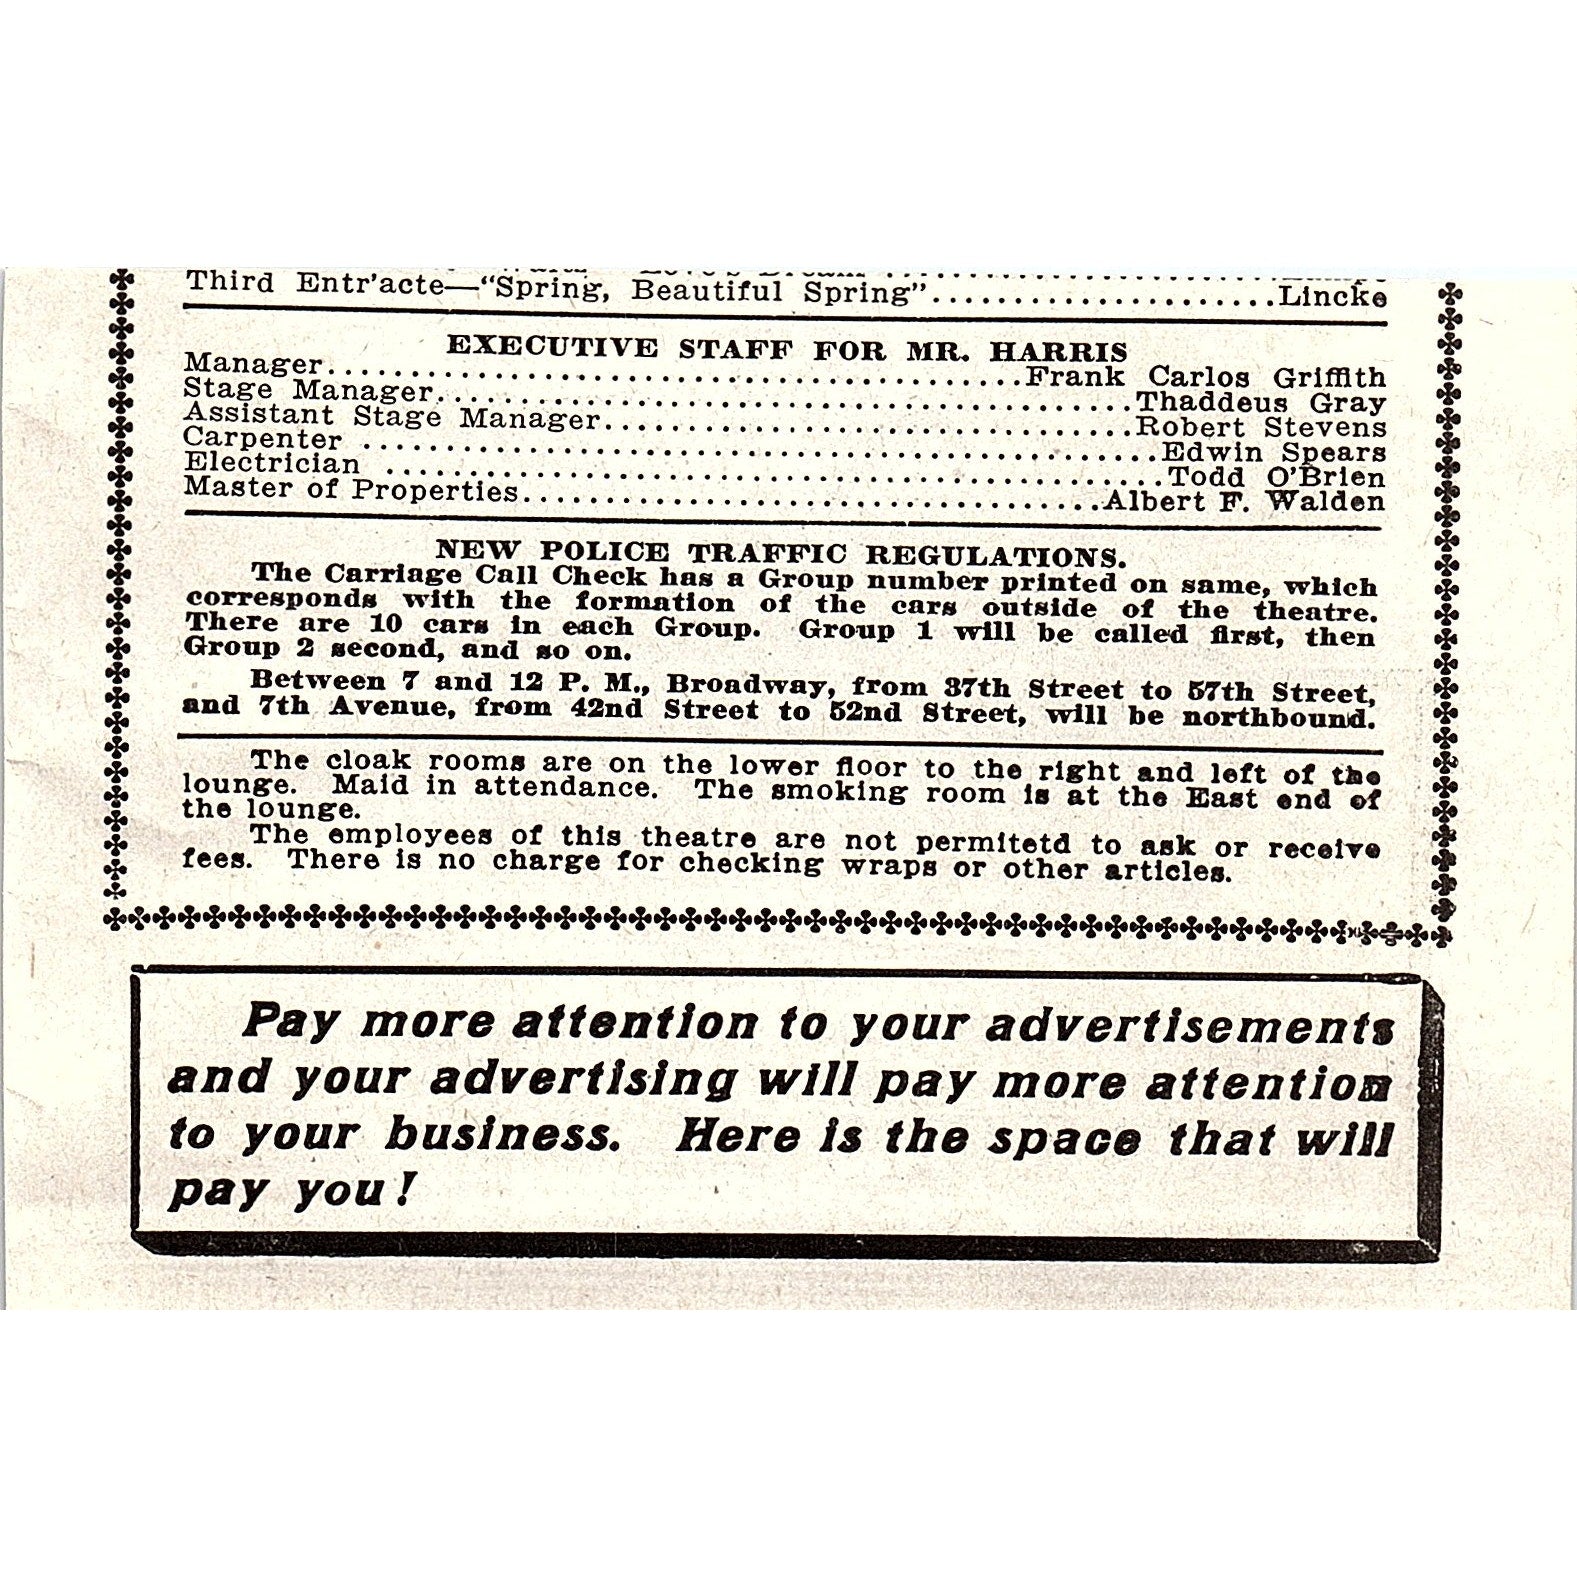 Third Entr'acte—"Spring, Beautiful Spring".....................Lincke
EXECUTIVE STAFF FOR MR. HARRIS
Manager..........................................Frank Carlos Griffith
Stage Manager..........................................Thaddeus Gray
Assistant Stage Manager................................Robert Stevens
Carpenter ................................................Edwin Spears
Electrician ...............................................Todd O'Brien
Master of Properties...................................Albert F. Walden
NEW POLICE TRAFFIC REGULATIONS.
The Carriage Call Check has a Group number printed on same, which
corresponds with the formation of the cars outside of the theatre.
There are 10 cars in each Group. Group 1 will be called first, then
Group 2 second, and so on.
Between 7 and 12 P. M., Broadway, from 37th Street to 57th Street,
and 7th Avenue, from 42nd Street to 52nd Street, will be northbound.
The cloak rooms are on the lower floor to the right and left of the
lounge. Maid in attendance. The smoking room is at the East end of
the lounge.
The employees of this theatre are not permitetd to ask or receive
fees. There is no charge for checking wraps or other articles.
Pay more attention to your advertisements
and your advertising will pay more attention
to your business. Here is the space that will
pay you!